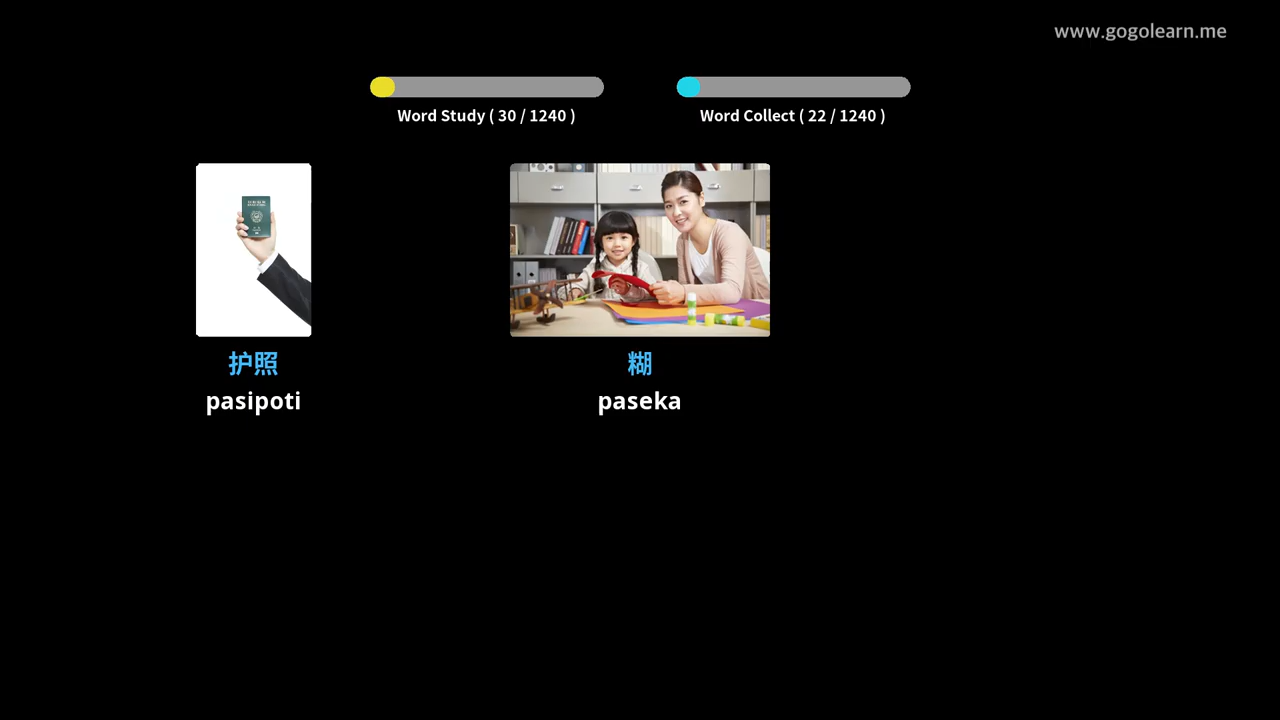 www.gogolearn.me
Word Study ( 30 / 1240 )
Word Collect ( 22 / 1240 )
护照
pasipoti
糊
paseka